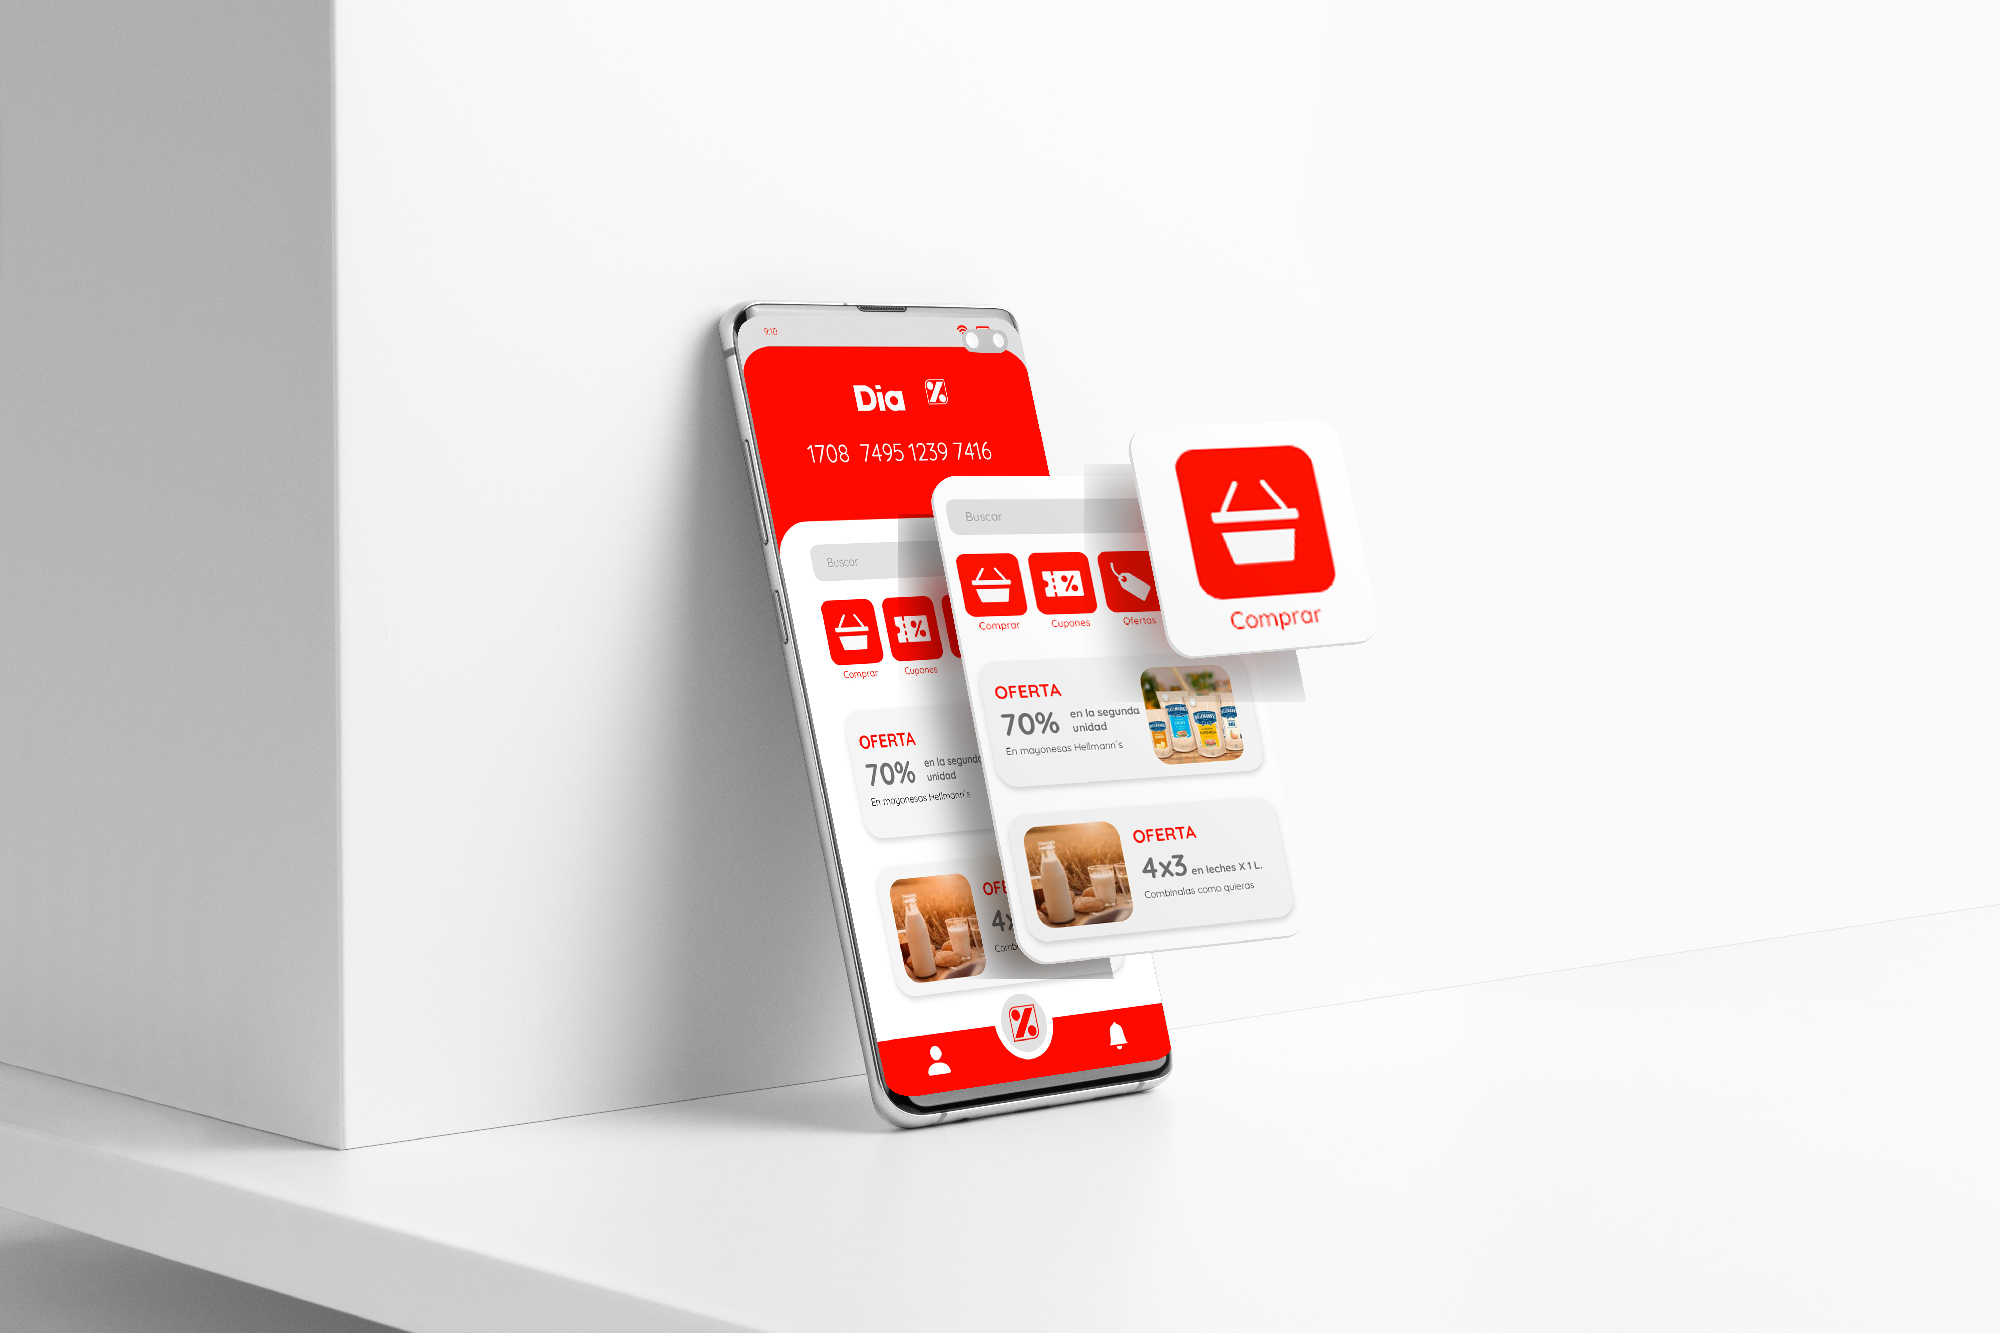 9:10
Dia
1708 7495 1239 7416
Buscar
Comprar
Cupones
OFERTA
70% en la segunda
unidad
En mayonesas Hellmann's
OFE
4x
Comb
Buscar
Comprar
Cupones
Ofertas
OFERTA
70% en la segunda
unidad
En mayonesas Hellmann's
OFERTA
4x3 en leches X 1 L.
Combinalas como quieras
Comprar